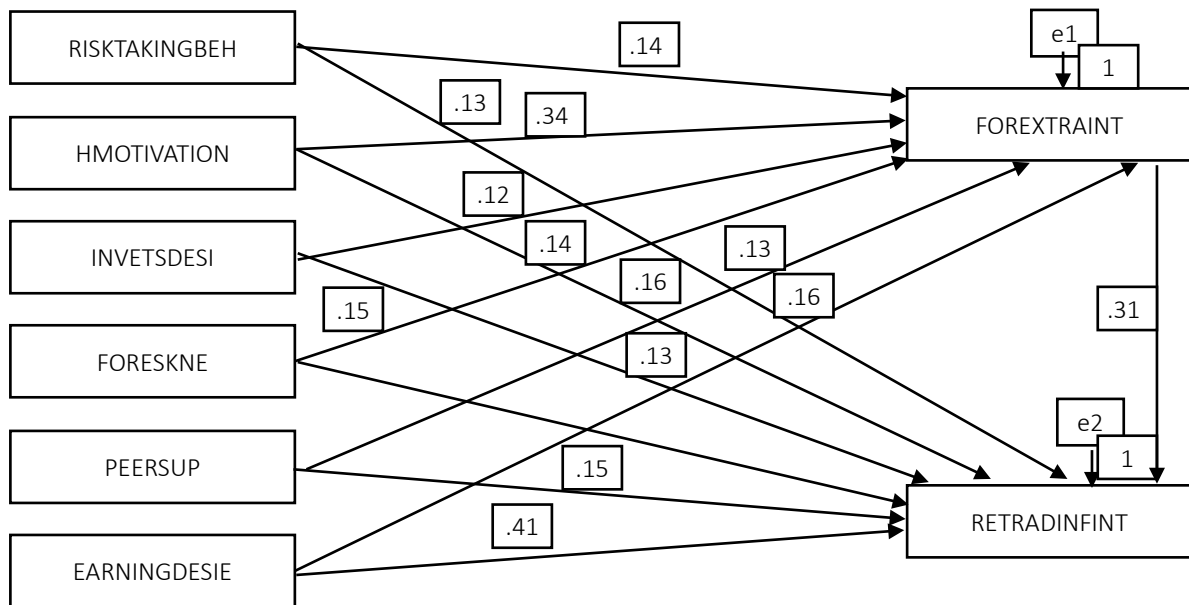 RISKTAKINGBEH
.14
e1
1
.13
.34
FOREXTRAINT
HMOTIVATION
.12
INVETSDESI
.14
.13
.16
.16
.15
.31
FORESKNE
.13
e2
1
PEERSUP
.15
RETRADINFINT
.41
EARNINGDESIE